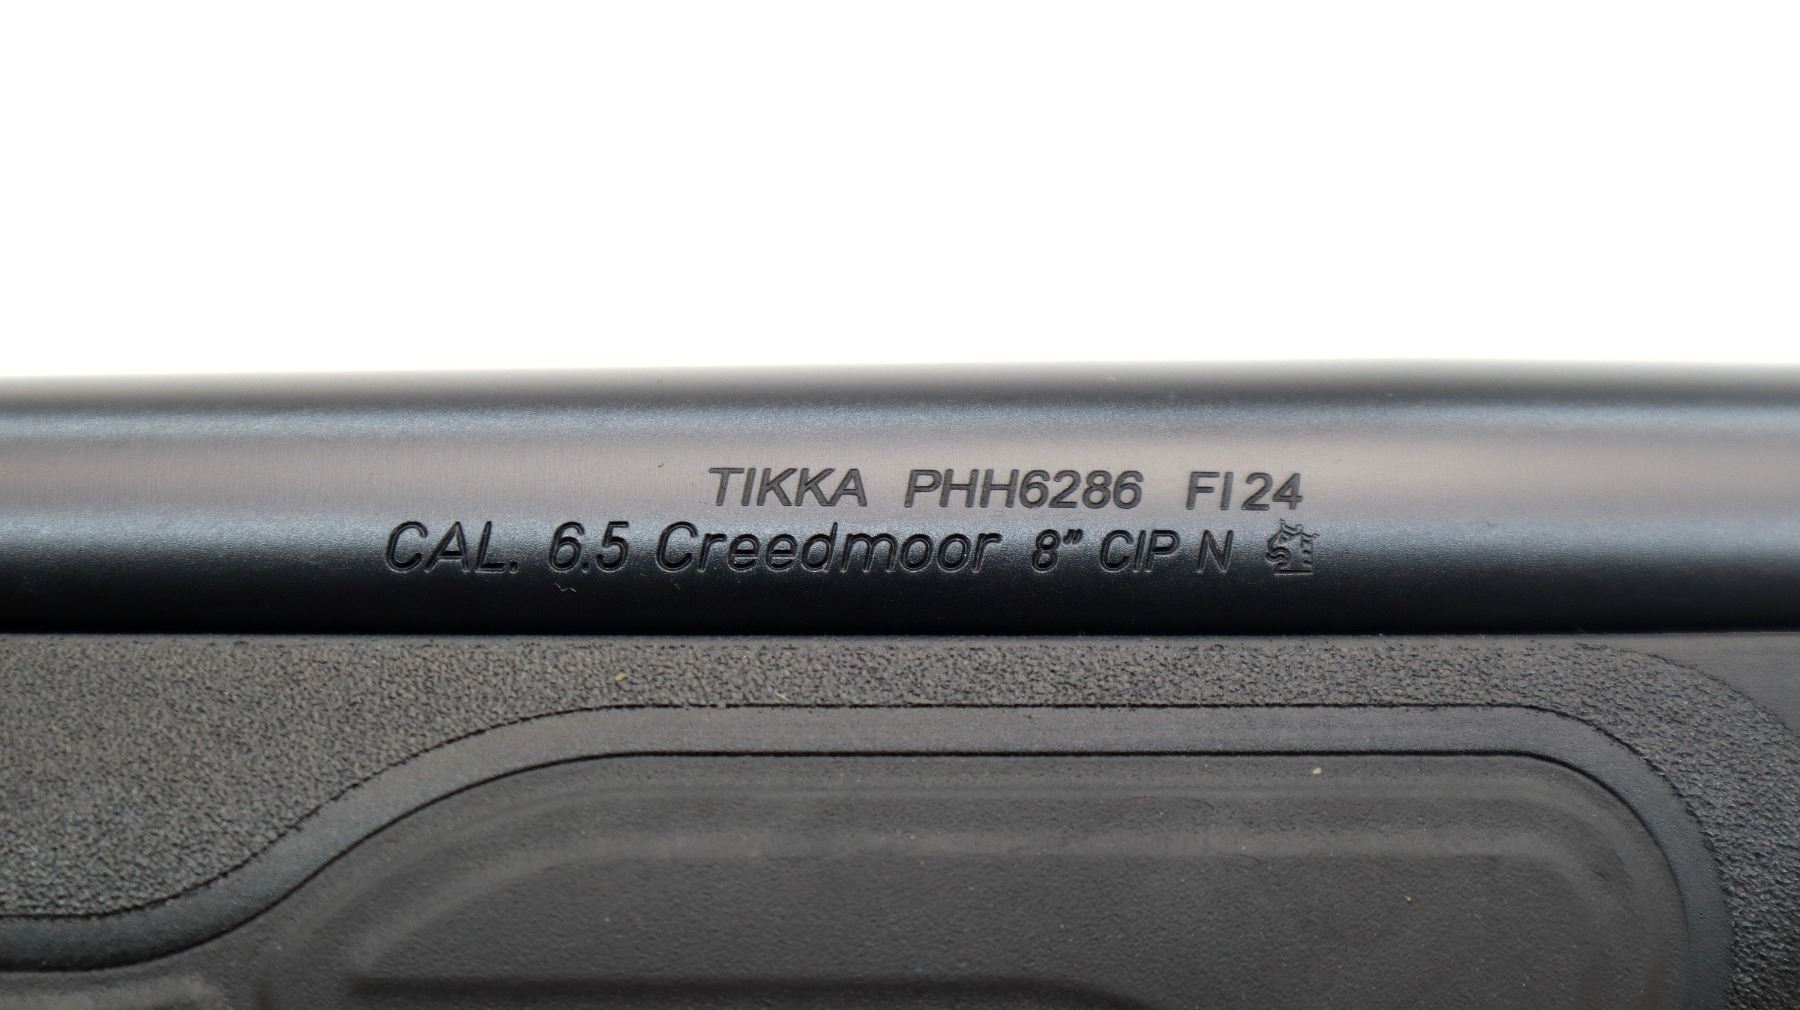 TIKKA PHH6286 FI24
CAL. 6.5 Creedmoor 8” CIP N